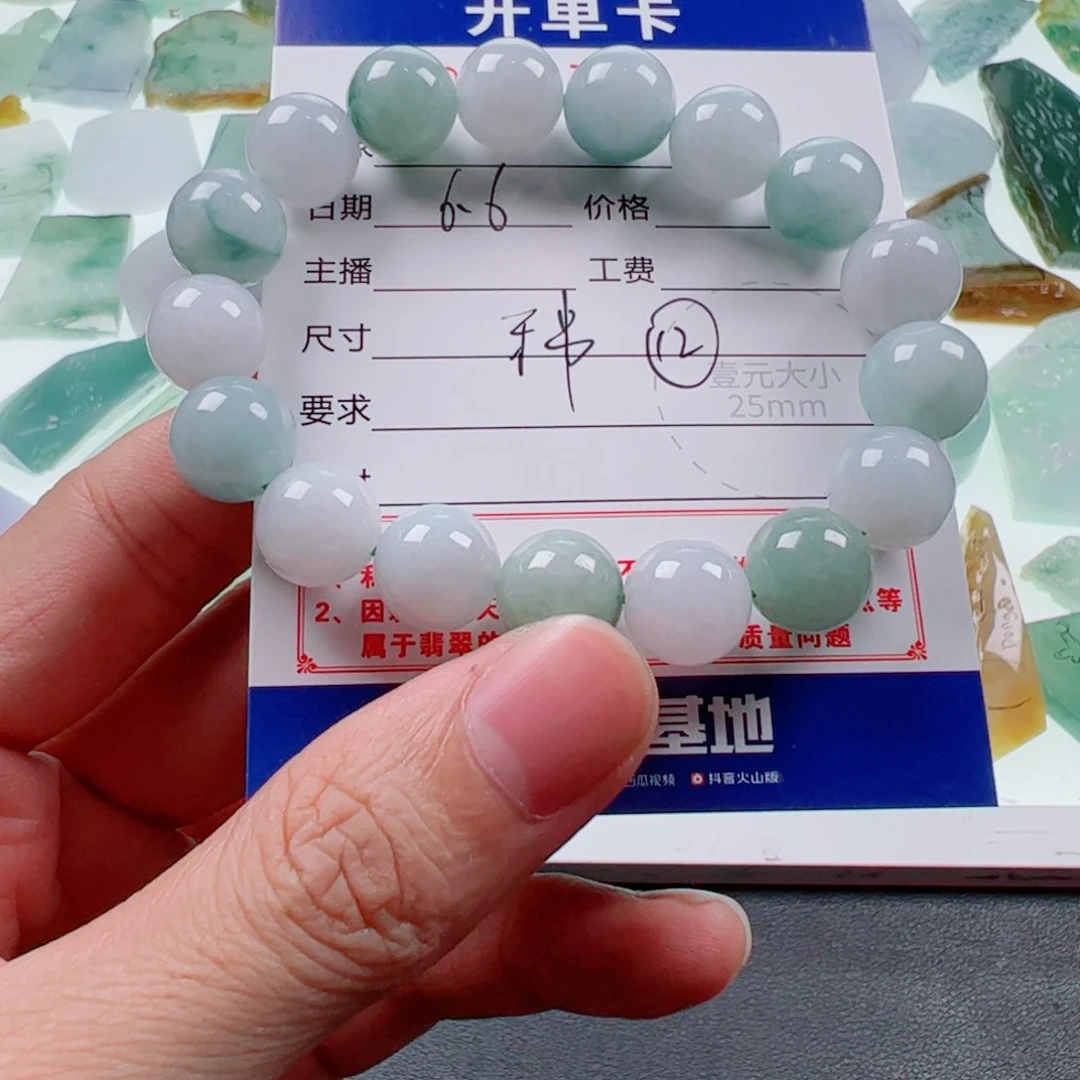 开单卡
日期 6-6 价格
主播 工费
尺寸 ⑫
壹元大小
要求 25mm
2、因
等
属于翡翠的 质量问题
基地
西瓜视频 抖音火山版